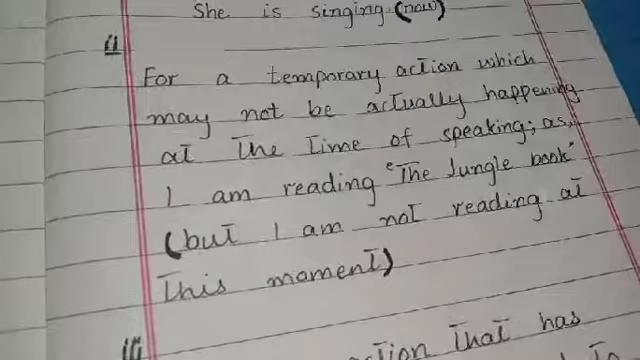 She is singing.(now)
ii
For a temporary action which
may not be actually happening
at the time of speaking; as,
I am reading "The Jungle book"
(but I am not reading at
this moment)
iii
action that has